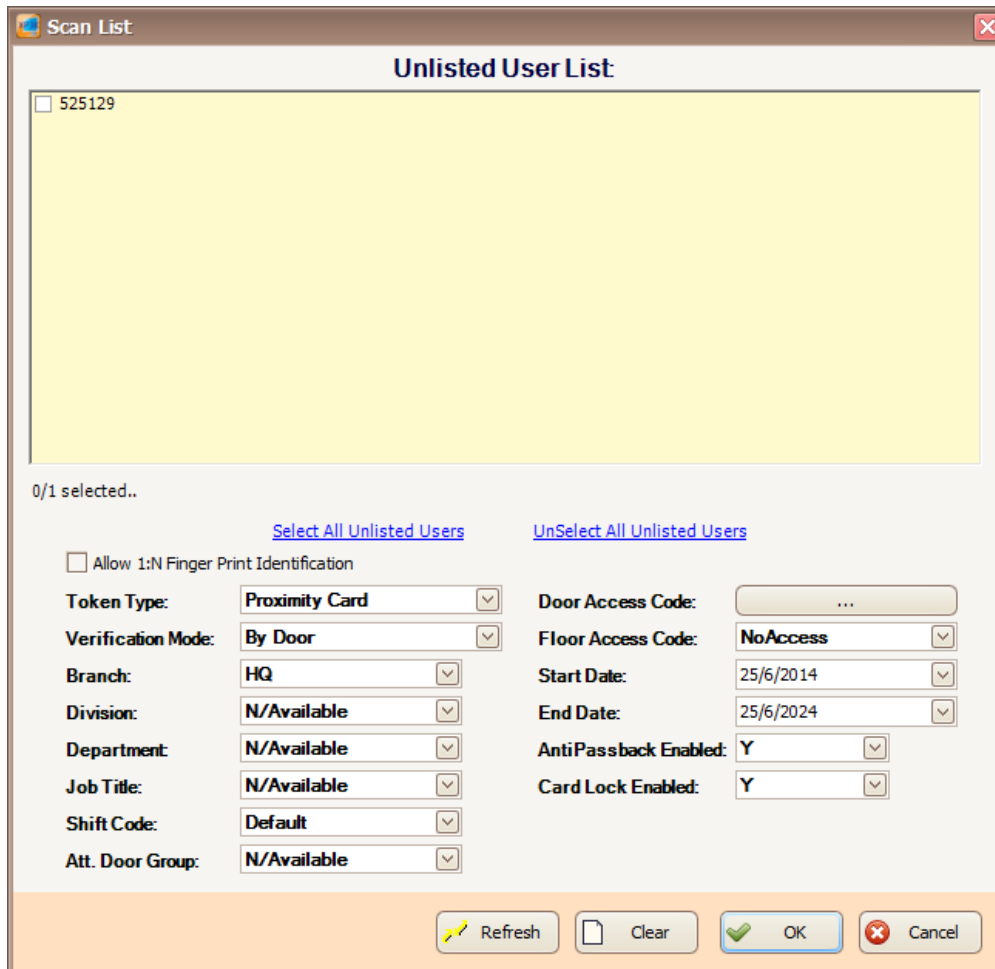 Scan List
Unlisted User List:
525129
0/1 selected..
Select All Unlisted Users UnSelect All Unlisted Users
Allow 1:N Finger Print Identification
Token Type: Proximity Card Door Access Code: ...
Verification Mode: By Door Floor Access Code: NoAccess
Branch: HQ Start Date: 25/6/2014
Division: N/Available End Date: 25/6/2024
Department: N/Available AntiPassback Enabled: Y
Job Title: N/Available Card Lock Enabled: Y
Shift Code: Default
Att. Door Group: N/Available
Refresh Clear OK Cancel